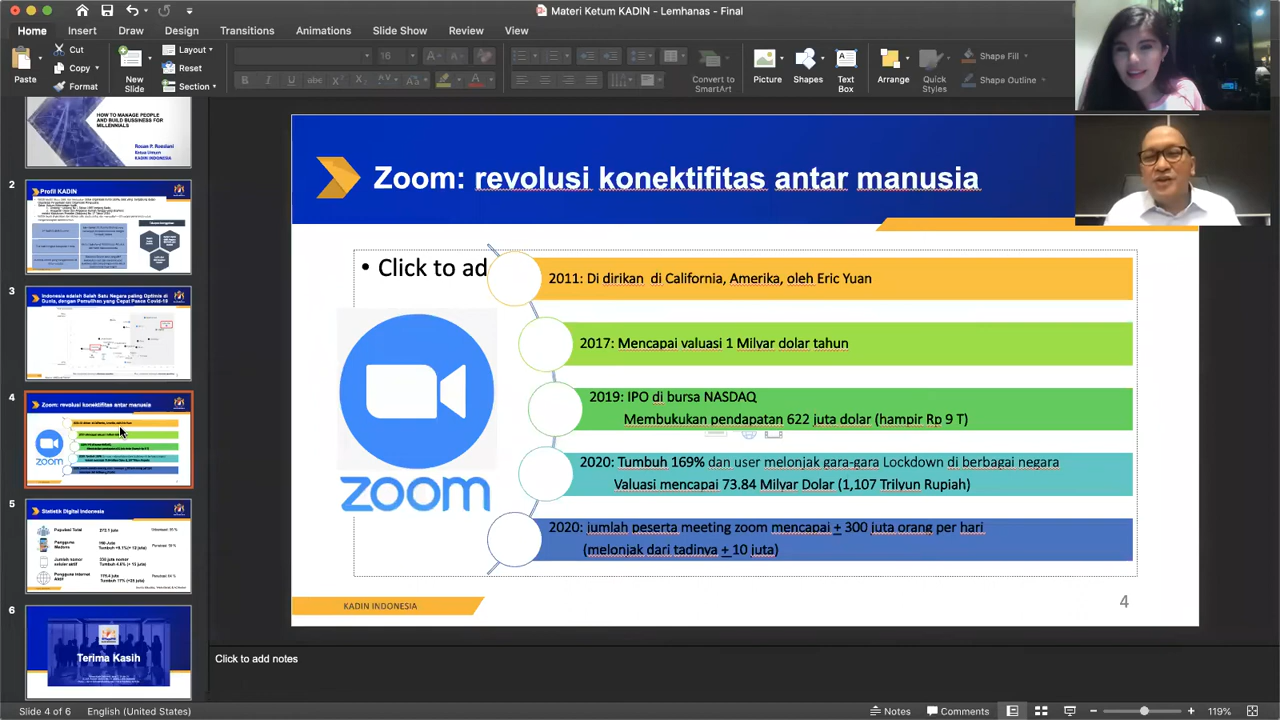 Materi Ketum KADIN - Lemhanas - Final
Home Insert Draw Design Transitions Animations Slide Show Review View
Paste
Cut
Copy
Format
New Slide
Layout
Reset
Section
16
Convert to SmartArt
Picture
Shapes
Text Box
Arrange
Quick Styles
Shape Fill
Shape Outline
HOW TO MANAGE PEOPLE
AND BUILD BUSSINESS FOR
MILLENNIALS
Rosan P. Roeslani
Ketua Umum
KADIN INDONESIA
2
Profil KADIN
3
Indonesia adalah Salah Satu Negara paling Optimis di
Dunia, dengan Pemulihan yang Cepat Pasca Covid-19
4
Zoom: revolusi konektifitas antar manusia
zoom
5
Statistik Digital Indonesia
6
Terima Kasih
Zoom: revolusi konektifitas antar manusia
• Click to ad
2011: Di dirikan di California, Amerika, oleh Eric Yuan
2017: Mencapai valuasi 1 Milyar dolar tahun
2019: IPO di bursa NASDAQ
Membukukan pendapatan 622 juta dolar (hampir Rp 9 T)
2020: Tumbuh 169% dan user negara Lockdown berbagai negara
Valuasi mencapai 73.84 Milyar Dolar (1,107 Trilyun Rupiah)
2020: Jumlah peserta meeting zoom mencapai + 300 Juta orang per hari
(melonjak dari tadinya + 10 juta)
zoom
KADIN INDONESIA
4
Click to add notes
Slide 4 of 6 English (United States) Notes Comments 119%